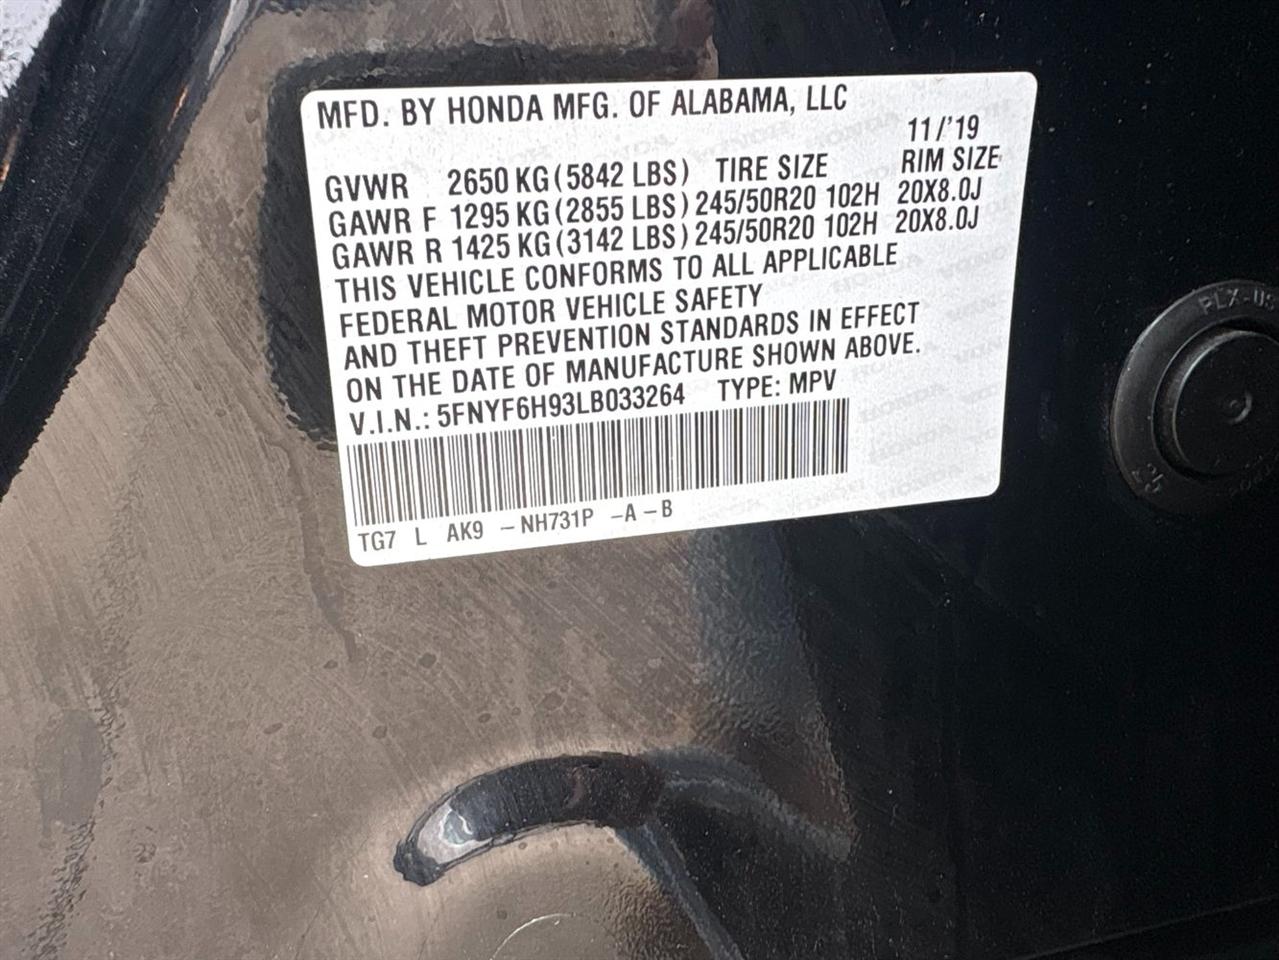 MFD. BY HONDA MFG. OF ALABAMA, LLC
11/'19
GVWR 2650 KG (5842 LBS) TIRE SIZE RIM SIZE
GAWR F 1295 KG (2855 LBS) 245/50R20 102H 20X8.0J
GAWR R 1425 KG (3142 LBS) 245/50R20 102H 20X8.0J
THIS VEHICLE CONFORMS TO ALL APPLICABLE
FEDERAL MOTOR VEHICLE SAFETY
AND THEFT PREVENTION STANDARDS IN EFFECT
ON THE DATE OF MANUFACTURE SHOWN ABOVE.
V.I.N.: 5FNYF6H93LB033264 TYPE: MPV
TG7 L AK9 -NH731P -A-B
25